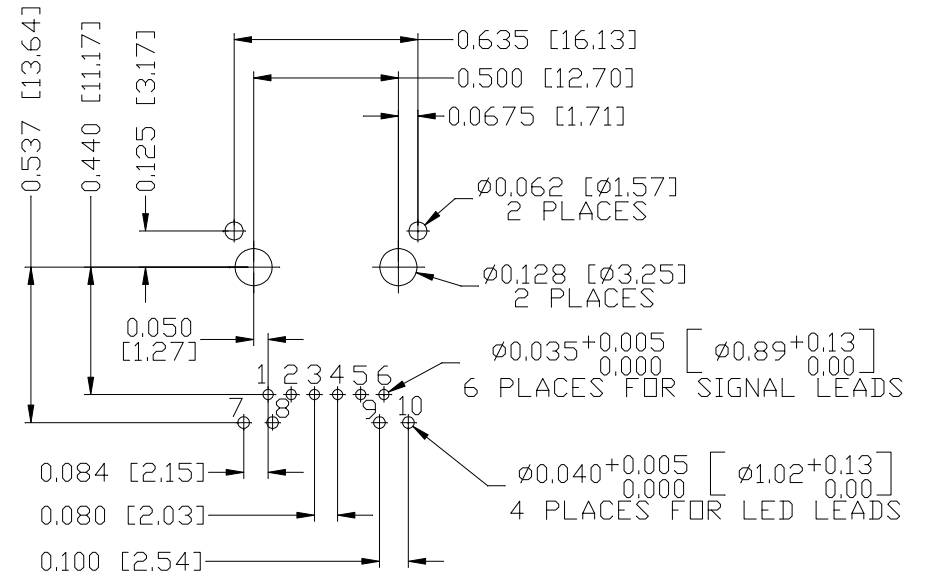 0.635 [16.13]
0.500 [12.70]
0.0675 [1.71]
0.537 [13.64]
0.440 [11.17]
0.125 [3.17]
Ø0.062 [Ø1.57]
2 PLACES
Ø0.128 [Ø3.25]
2 PLACES
0.050
[1.27]
Ø0.035+0.005 [Ø0.89+0.13]
0.000 0.00
6 PLACES FOR SIGNAL LEADS
1 2 3 4 5 6
7 8 9 10
0.084 [2.15]
Ø0.040+0.005 [Ø1.02+0.13]
0.000 0.00
4 PLACES FOR LED LEADS
0.080 [2.03]
0.100 [2.54]